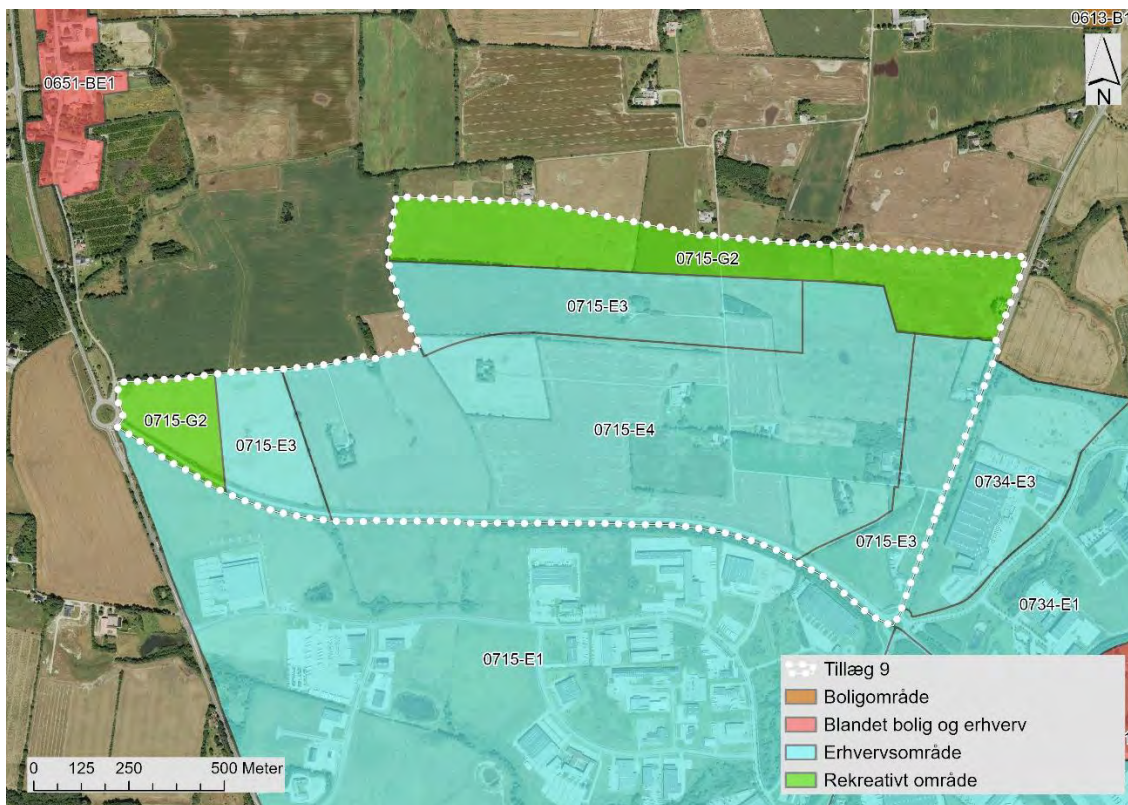 0613-B1
0651-BE1
N
0715-G2
0715-E3
0715-G2
0715-E3
0715-E4
0734-E3
0715-E3
0734-E1
0715-E1
Tillæg 9
Boligområde
Blandet bolig og erhverv
Erhvervsområde
Rekreativt område
0 125 250 500 Meter